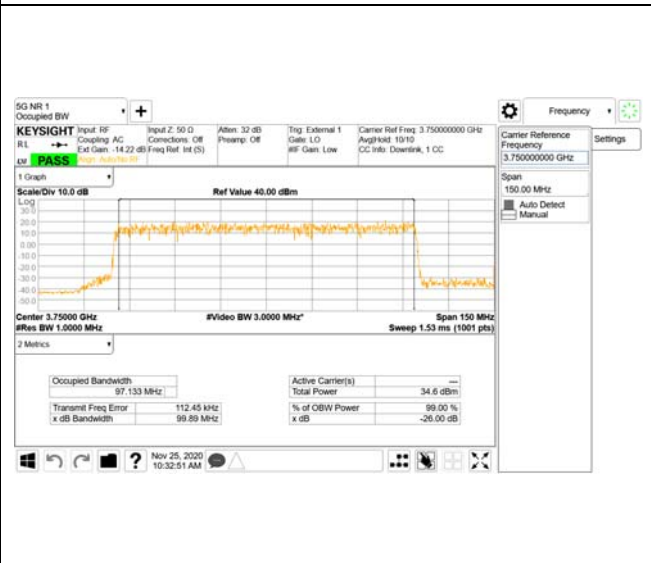 5G NR 1
Occupied BW
Frequency
KEYSIGHT
RL
PASS
Input: RF
Coupling: AC
Ext Gain: -14.22 dB
Align: Auto/No RF
Input Z: 50 Ω
Corrections: Off
Freq Ref: Int (S)
Atten: 32 dB
Preamp: Off
Trig: External 1
Gate: LO
#IF Gain: Low
Carrier Ref Freq: 3.750000000 GHz
Avg|Hold: 10/10
CC Info: Downlink, 1 CC
Carrier Reference
Frequency
3.750000000 GHz
Settings
Span
150.00 MHz
Auto Detect
Manual
1 Graph
Scale/Div 10.0 dB
Ref Value 40.00 dBm
Log
30.0
20.0
10.0
0.00
-10.0
-20.0
-30.0
-40.0
-50.0
Center 3.75000 GHz
#Video BW 3.0000 MHz*
Span 150 MHz
#Res BW 1.0000 MHz
Sweep 1.53 ms (1001 pts)
2 Metrics
Occupied Bandwidth
97.133 MHz
Transmit Freq Error 112.45 kHz
x dB Bandwidth 99.89 MHz
Active Carrier(s) ---
Total Power 34.6 dBm
% of OBW Power 99.00 %
x dB -26.00 dB
Nov 25, 2020
10:32:51 AM